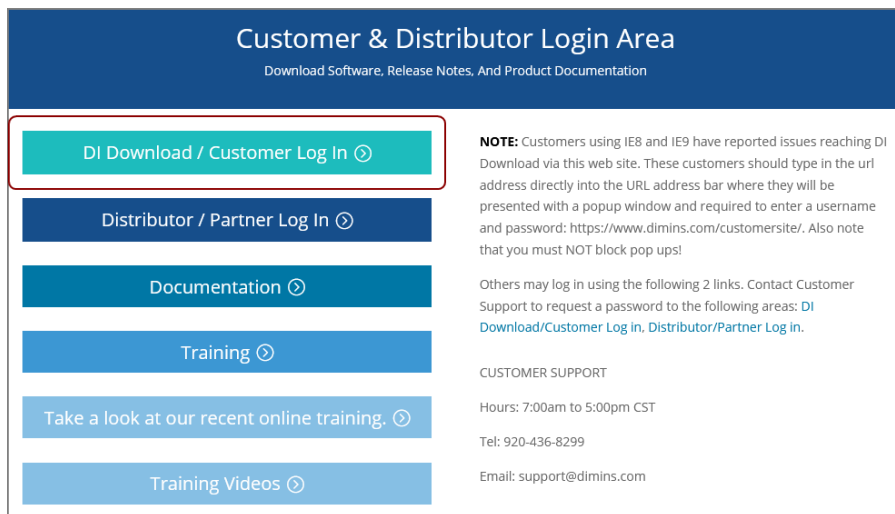 Customer & Distributor Login Area
Download Software, Release Notes, And Product Documentation
DI Download / Customer Log In
Distributor / Partner Log In
Documentation
Training
Take a look at our recent online training.
Training Videos
NOTE: Customers using IE8 and IE9 have reported issues reaching DI
Download via this web site. These customers should type in the url
address directly into the URL address bar where they will be
presented with a popup window and required to enter a username
and password: https://www.dimins.com/customersite/. Also note
that you must NOT block pop ups!
Others may log in using the following 2 links. Contact Customer
Support to request a password to the following areas: DI
Download/Customer Log in, Distributor/Partner Log in.
CUSTOMER SUPPORT
Hours: 7:00am to 5:00pm CST
Tel: 920-436-8299
Email: support@dimins.com